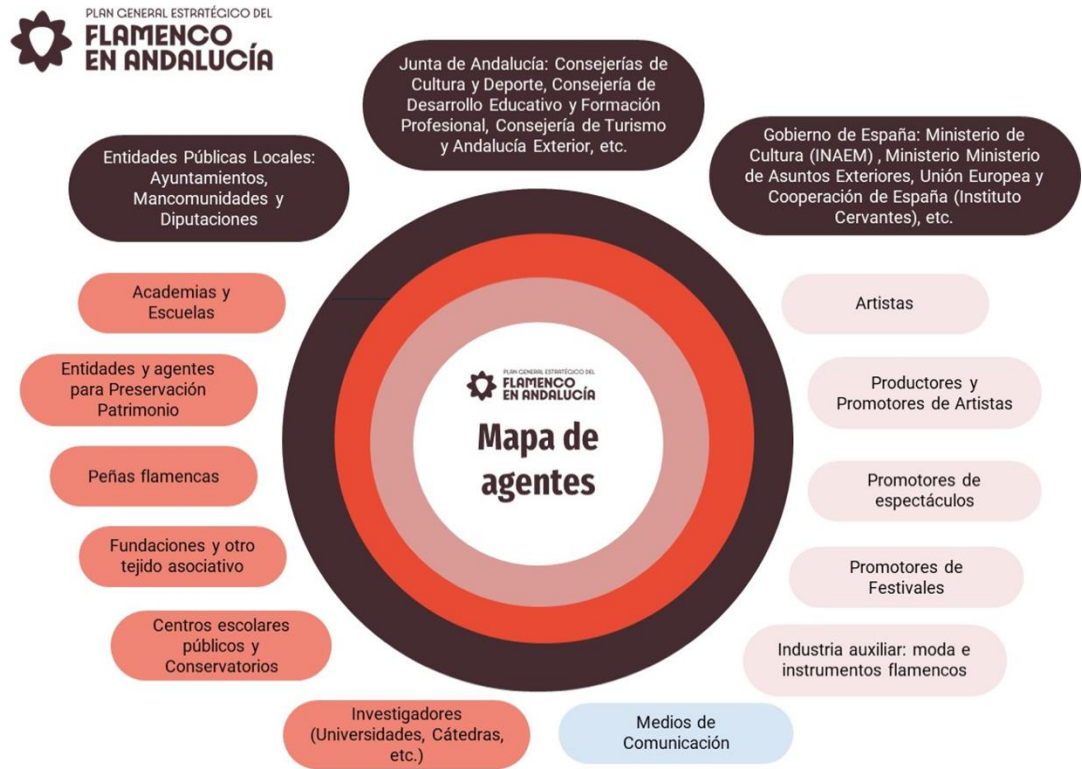 PLAN GENERAL ESTRATÉGICO DEL
FLAMENCO
EN ANDALUCÍA
Junta de Andalucía: Consejerías de
Cultura y Deporte, Consejería de
Desarrollo Educativo y Formación
Profesional, Consejería de Turismo
y Andalucía Exterior, etc.
Entidades Públicas Locales:
Ayuntamientos,
Mancomunidades y
Diputaciones
Gobierno de España: Ministerio de
Cultura (INAEM) , Ministerio Ministerio
de Asuntos Exteriores, Unión Europea y
Cooperación de España (Instituto
Cervantes), etc.
Academias y
Escuelas
Entidades y agentes
para Preservación
Patrimonio
Peñas flamencas
Fundaciones y otro
tejido asociativo
Centros escolares
públicos y
Conservatorios
Investigadores
(Universidades, Cátedras,
etc.)
PLAN GENERAL ESTRATÉGICO DEL
FLAMENCO
EN ANDALUCÍA
Mapa de
agentes
Artistas
Productores y
Promotores de Artistas
Promotores de
espectáculos
Promotores de
Festivales
Industria auxiliar: moda e
instrumentos flamencos
Medios de
Comunicación